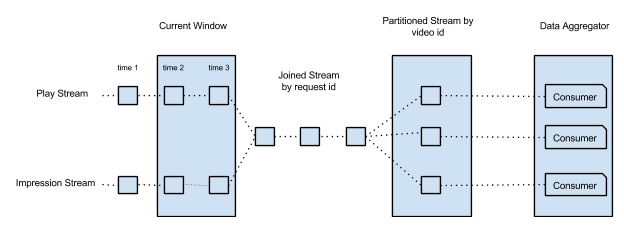 Current Window
Partitioned Stream by
video id
Data Aggregator
time 1
time 2
time 3
Joined Stream
by request id
Play Stream
Consumer
Consumer
Impression Stream
Consumer